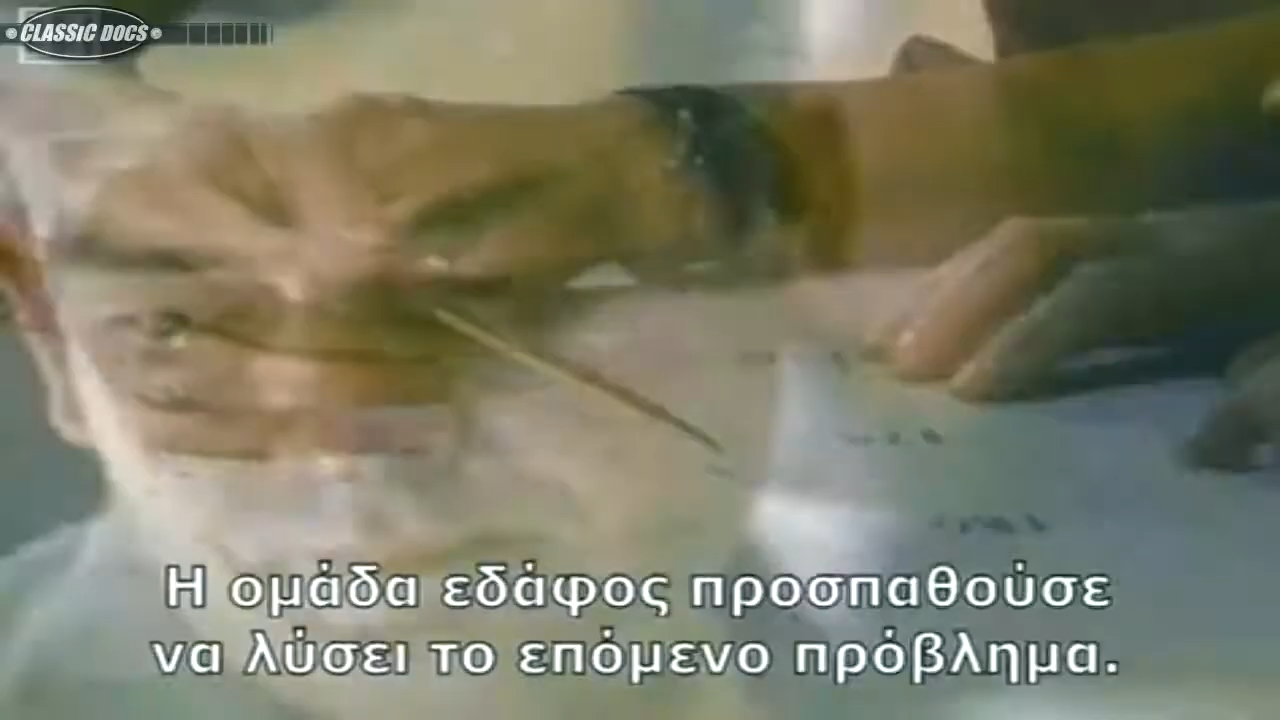 CLASSIC DOCS
Η ομάδα εδάφος προσπαθούσε
να λύσει το επόμενο πρόβλημα.